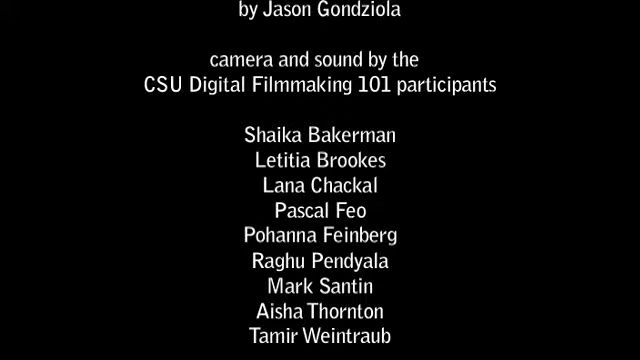 by Jason Gondziola
camera and sound by the
CSU Digital Filmmaking 101 participants
Shaika Bakerman
Letitia Brookes
Lana Chackal
Pascal Feo
Pohanna Feinberg
Raghu Pendyala
Mark Santin
Aisha Thornton
Tamir Weintraub